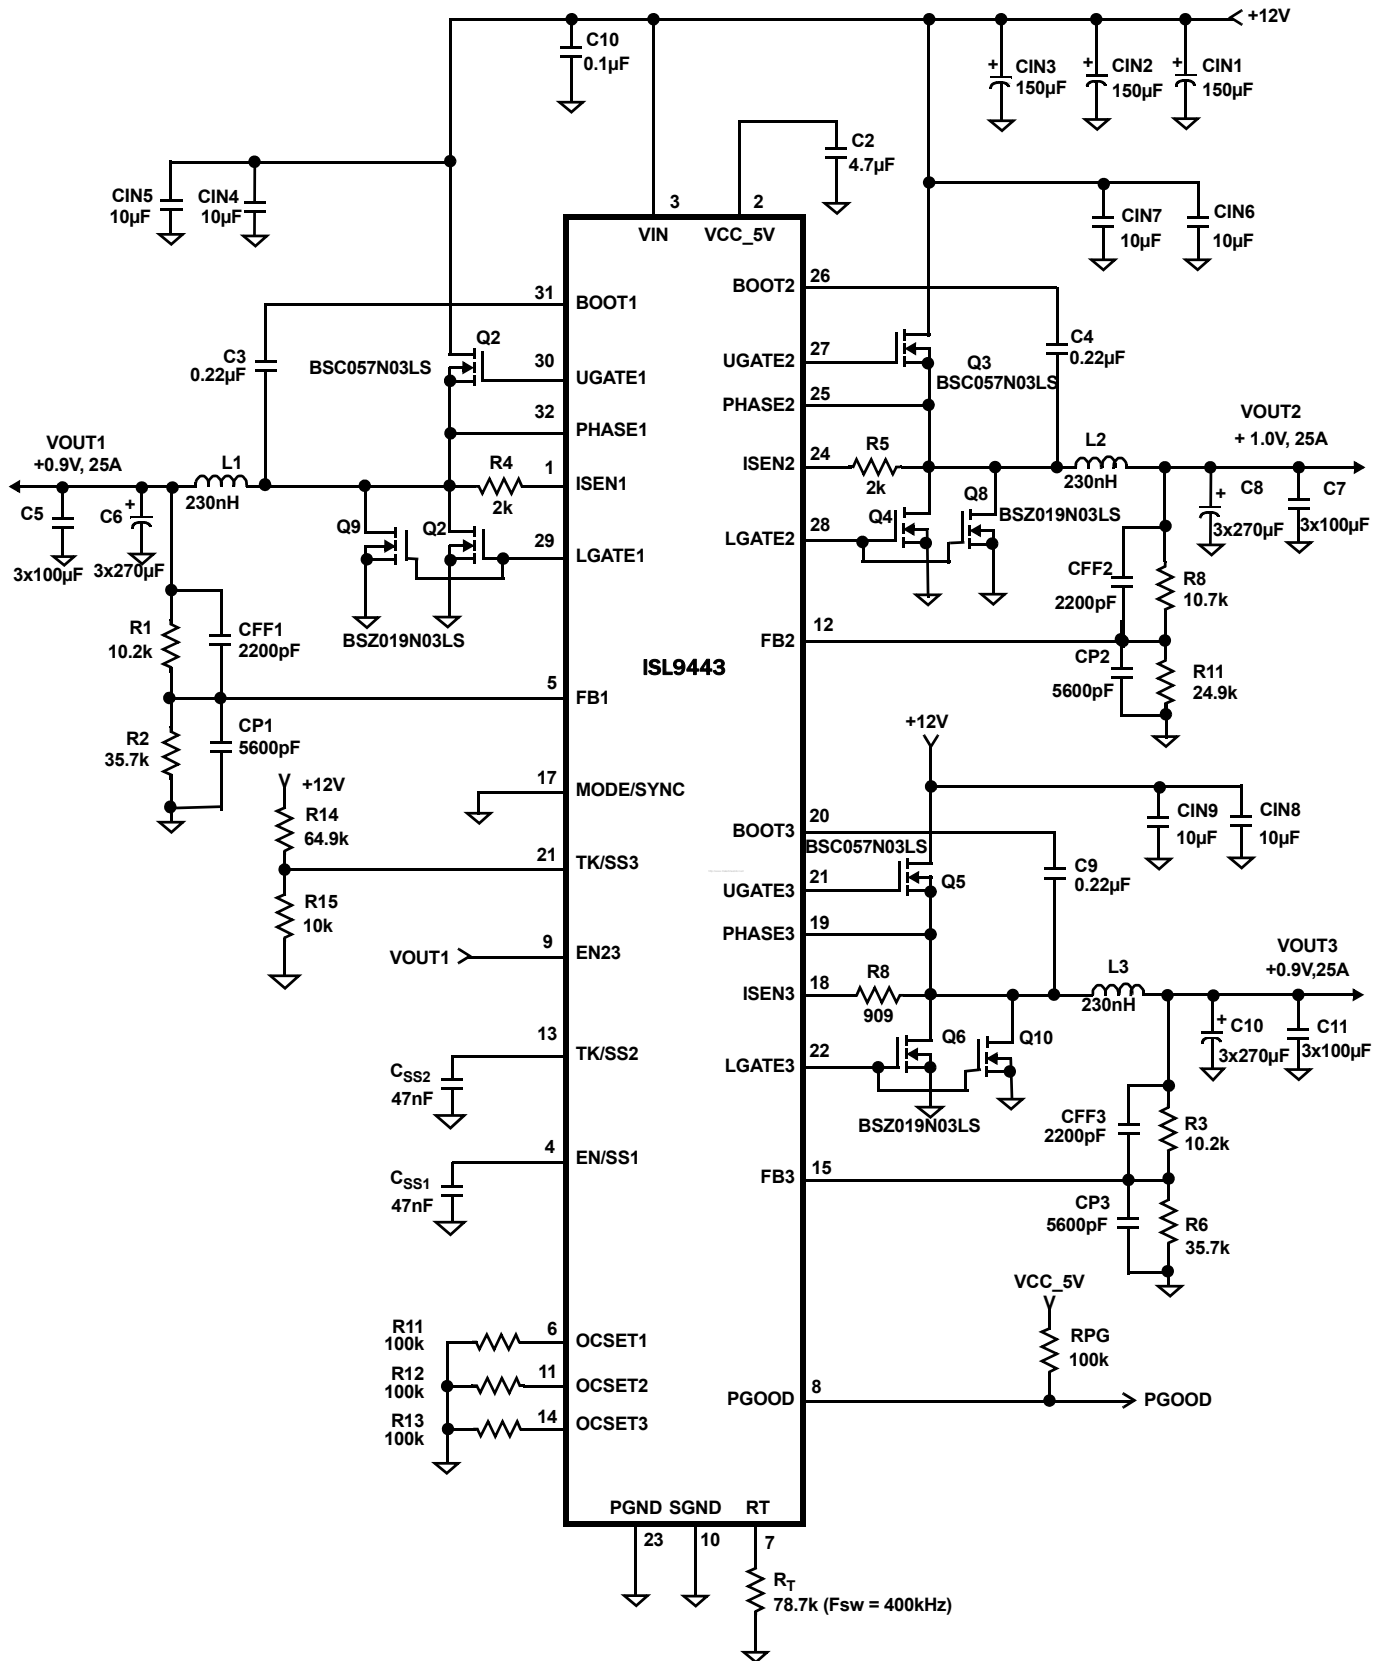 +12V
C10
0.1µF
+
CIN3
150µF
+
CIN2
150µF
+
CIN1
150µF
C2
4.7µF
CIN5
10µF
CIN4
10µF
3
2
VIN
VCC_5V
CIN7
10µF
CIN6
10µF
31
BOOT1
C3
0.22µF
BSC057N03LS
Q2
30
UGATE1
32
PHASE1
VOUT1
+0.9V, 25A
L1
230nH
R4
2k
1
ISEN1
C5
3x100µF
C6
+
3x270µF
Q9
Q2
29
LGATE1
BSZ019N03LS
R1
10.2k
CFF1
2200pF
5
FB1
R2
35.7k
CP1
5600pF
+12V
R14
64.9k
17
MODE/SYNC
21
TK/SS3
R15
10k
VOUT1
9
EN23
13
TK/SS2
CSS2
47nF
4
EN/SS1
CSS1
47nF
R11
100k
6
OCSET1
R12
100k
11
OCSET2
R13
100k
14
OCSET3
ISL9443
BOOT2
26
C4
0.22µF
UGATE2
27
Q3
BSC057N03LS
PHASE2
25
ISEN2
24
R5
2k
L2
230nH
VOUT2
+ 1.0V, 25A
LGATE2
28
Q4
Q8
BSZ019N03LS
+
C8
3x270µF
C7
3x100µF
CFF2
2200pF
R8
10.7k
FB2
12
CP2
5600pF
R11
24.9k
+12V
CIN9
10µF
CIN8
10µF
BOOT3
20
BSC057N03LS
C9
0.22µF
UGATE3
21
Q5
PHASE3
19
ISEN3
18
R8
909
L3
230nH
VOUT3
+0.9V,25A
LGATE3
22
Q6
Q10
BSZ019N03LS
+
C10
3x270µF
C11
3x100µF
CFF3
2200pF
R3
10.2k
FB3
15
CP3
5600pF
R6
35.7k
VCC_5V
RPG
100k
PGOOD
8
PGOOD
PGND
SGND
RT
23
10
7
RT
78.7k (Fsw = 400kHz)